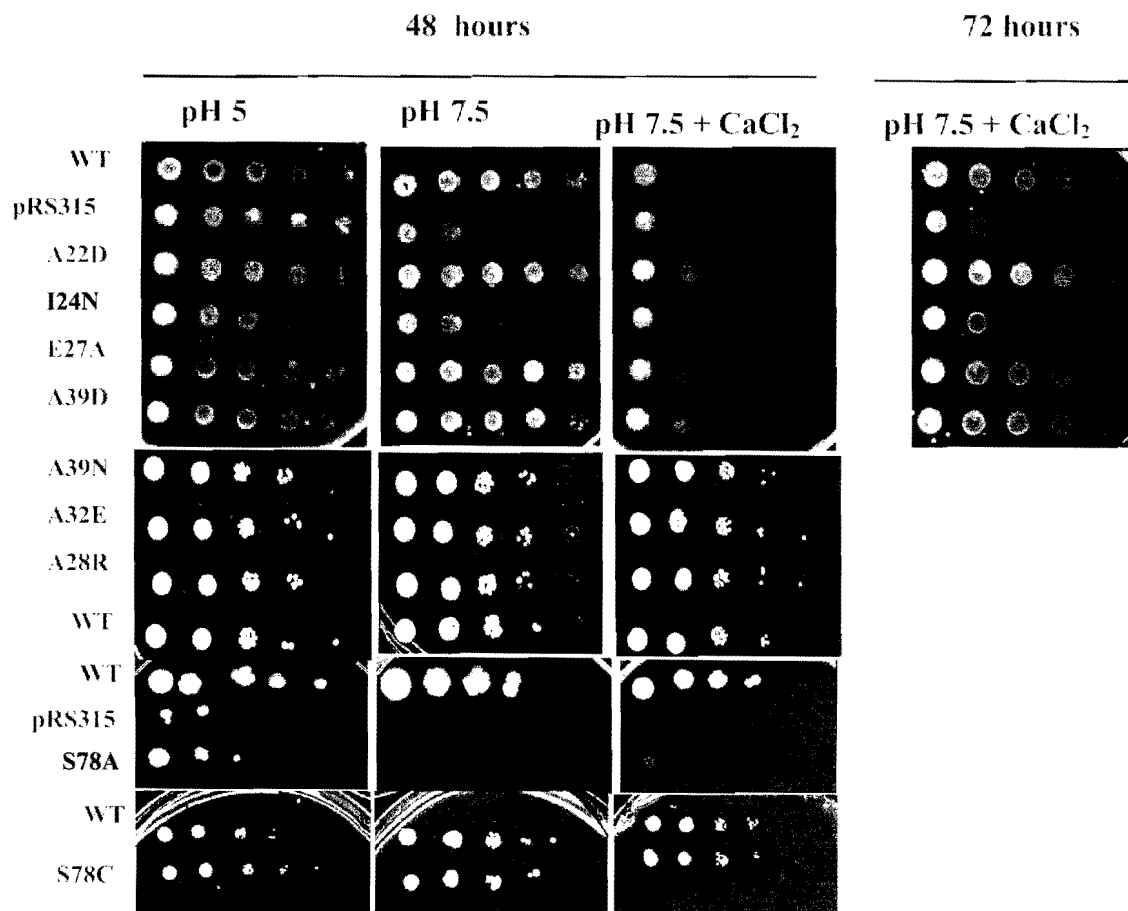 48 hours
72 hours
pH 5
pH 7.5
pH 7.5 + CaCl₂
pH 7.5 + CaCl₂
WT
pRS315
A22D
I24N
E27A
A39D
A39N
A32E
A28R
WT
WT
pRS315
S78A
WT
S78C